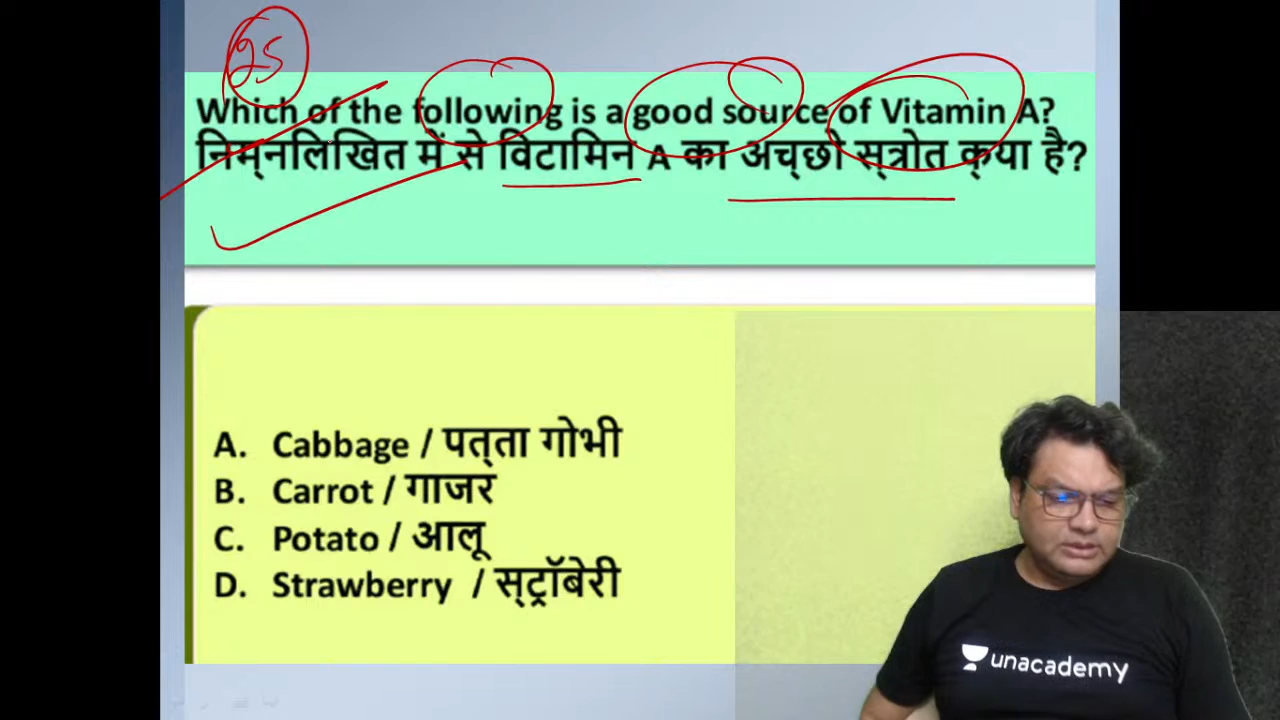 25
Which of the following is a good source of Vitamin A?
निम्नलिखित में से विटामिन A का अच्छो स्त्रोत क्या है?
A. Cabbage / पत्ता गोभी
B. Carrot / गाजर
C. Potato / आलू
D. Strawberry / स्ट्रॉबेरी
unacademy